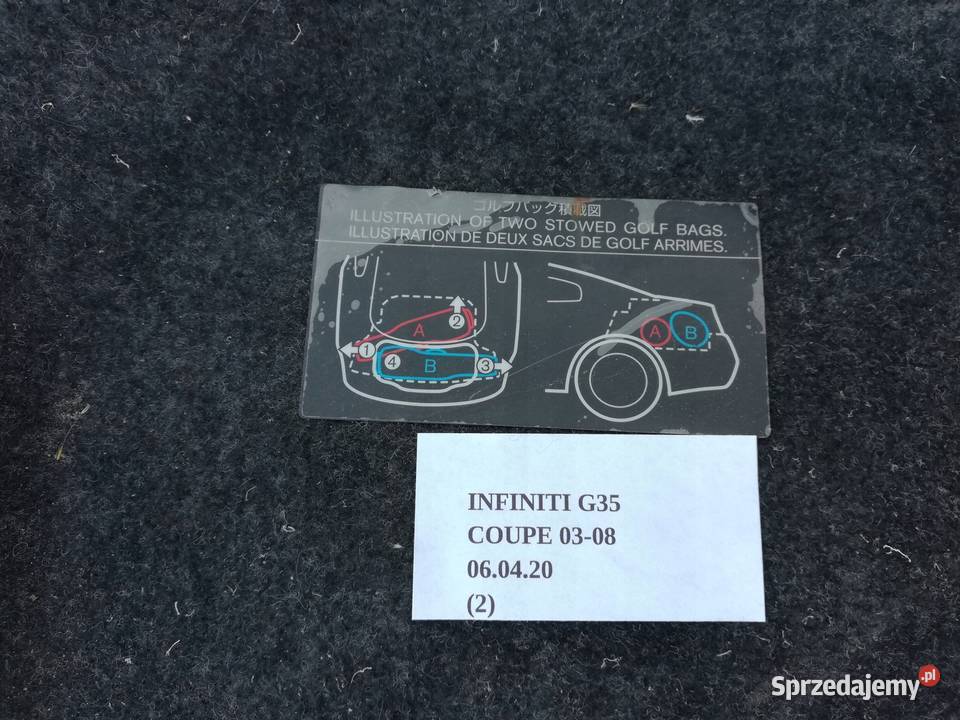 ゴルフバッグ積載図
ILLUSTRATION OF TWO STOWED GOLF BAGS.
ILLUSTRATION DE DEUX SACS DE GOLF ARRIMES.
A
2
1
4
B
3
A
B
INFINITI G35
COUPE 03-08
06.04.20
(2)
Sprzedajemy.pl